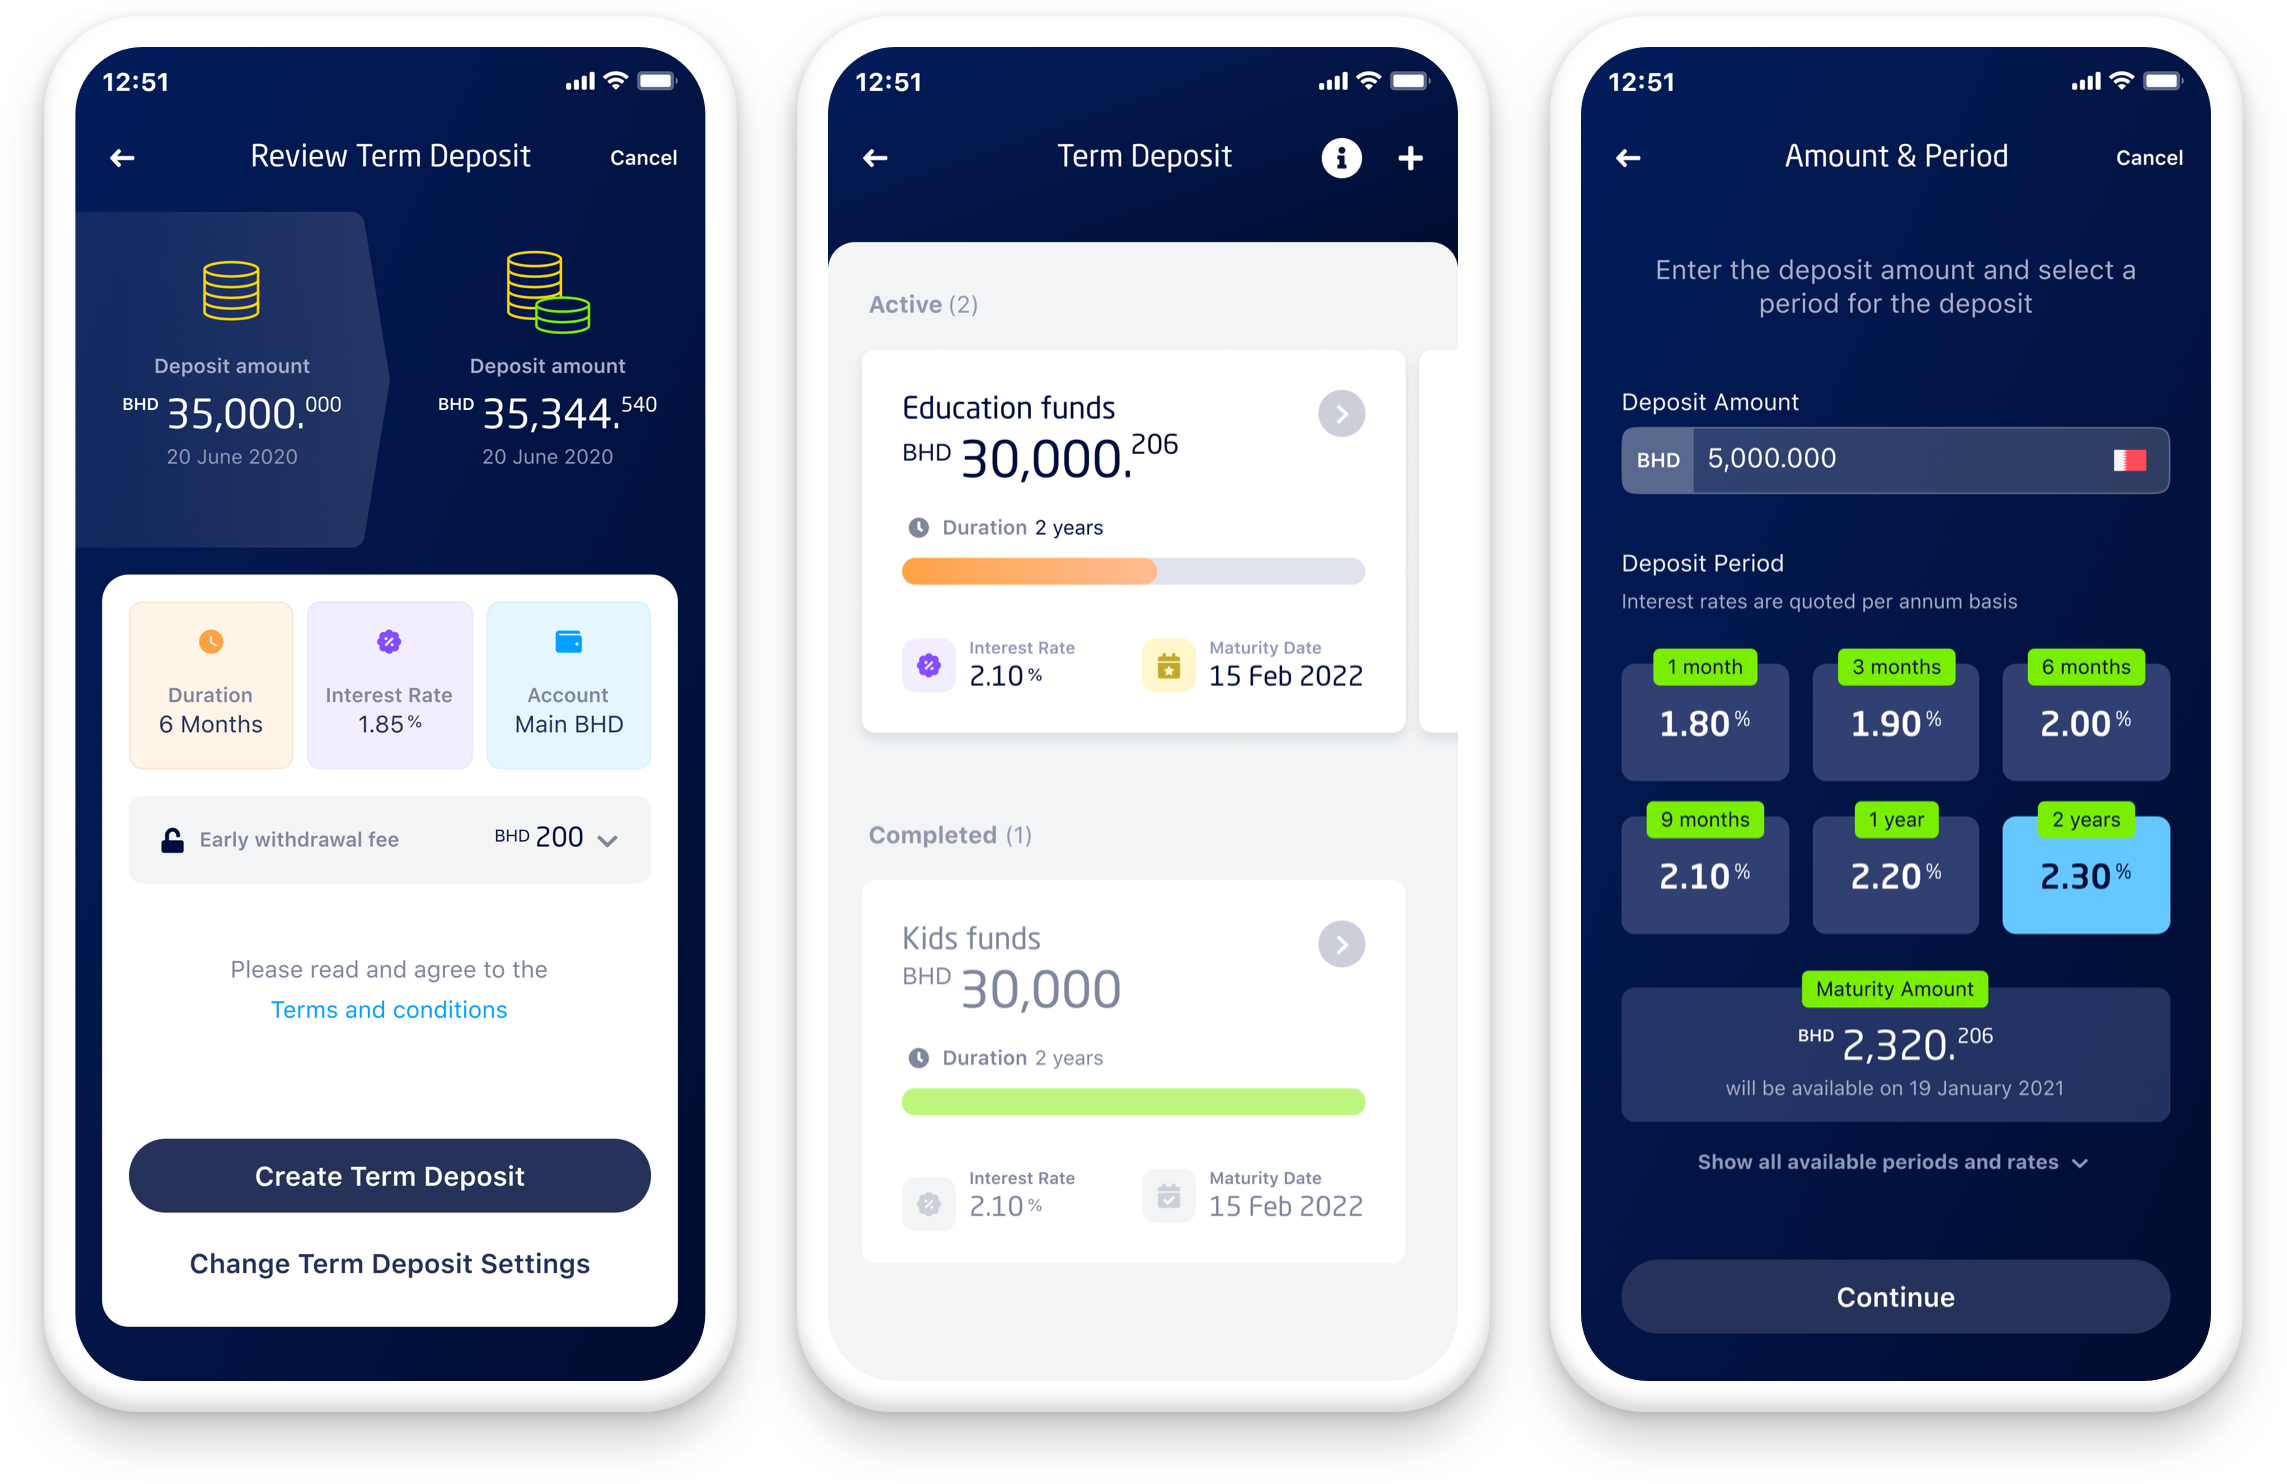 12:51
Review Term Deposit
Cancel
Deposit amount
BHD 35,000.000
20 June 2020
Deposit amount
BHD 35,344.540
20 June 2020
Duration
6 Months
Interest Rate
1.85 %
Account
Main BHD
Early withdrawal fee
BHD 200
Please read and agree to the
Terms and conditions
Create Term Deposit
Change Term Deposit Settings
12:51
Term Deposit
Active (2)
Education funds
BHD 30,000.206
Duration 2 years
Interest Rate
2.10 %
Maturity Date
15 Feb 2022
Completed (1)
Kids funds
BHD 30,000
Duration 2 years
Interest Rate
2.10 %
Maturity Date
15 Feb 2022
12:51
Amount & Period
Cancel
Enter the deposit amount and select a
period for the deposit
Deposit Amount
BHD 5,000.000
Deposit Period
Interest rates are quoted per annum basis
1 month
1.80 %
3 months
1.90 %
6 months
2.00 %
9 months
2.10 %
1 year
2.20 %
2 years
2.30 %
Maturity Amount
BHD 2,320.206
will be available on 19 January 2021
Show all available periods and rates
Continue